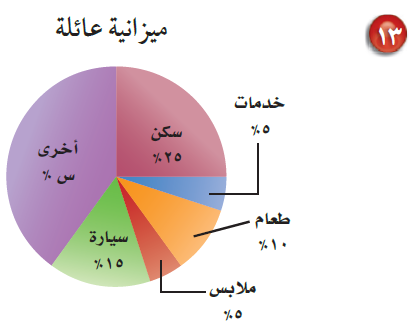 ١٣
ميزانية عائلة
سكن
٢٥٪
خدمات
٥٪
طعام
١٠٪
ملابس
٥٪
سيارة
١٥٪
أخرى
س ٪